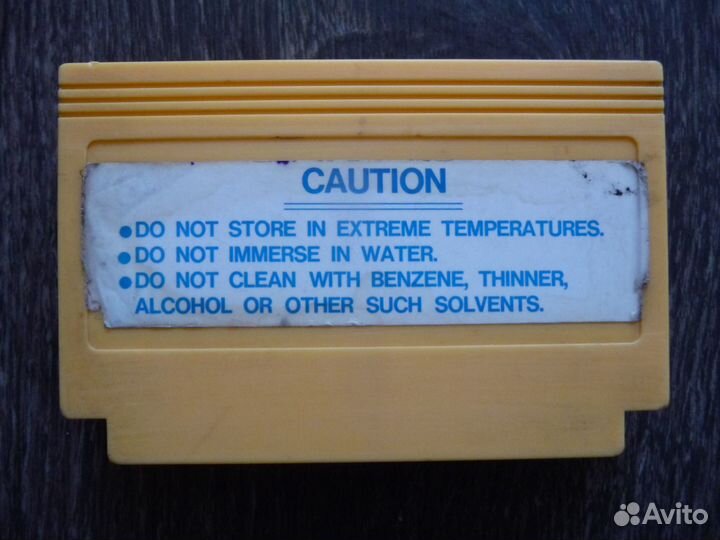 CAUTION
●DO NOT STORE IN EXTREME TEMPERATURES.
●DO NOT IMMERSE IN WATER.
●DO NOT CLEAN WITH BENZENE, THINNER,
ALCOHOL OR OTHER SUCH SOLVENTS.
Avito